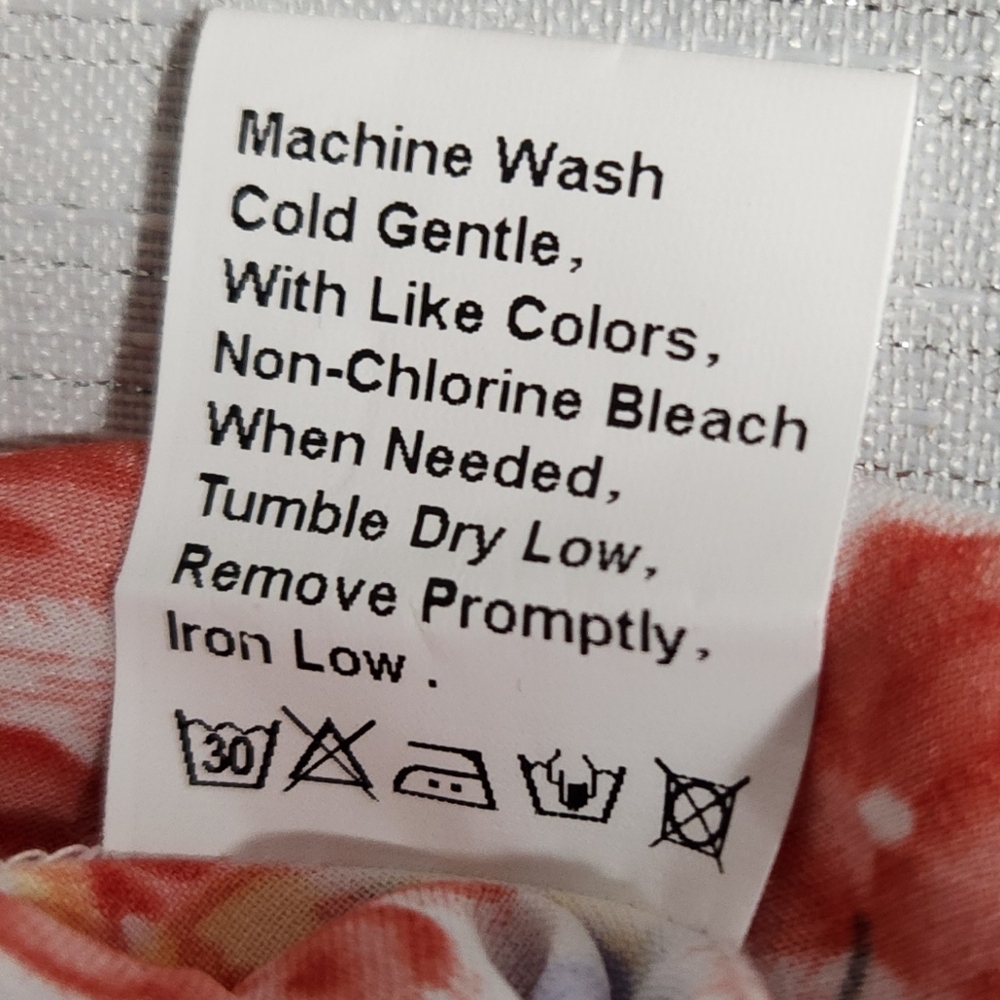 Machine Wash
Cold Gentle,
With Like Colors,
Non-Chlorine Bleach
When Needed,
Tumble Dry Low,
Remove Promptly,
Iron Low .
30